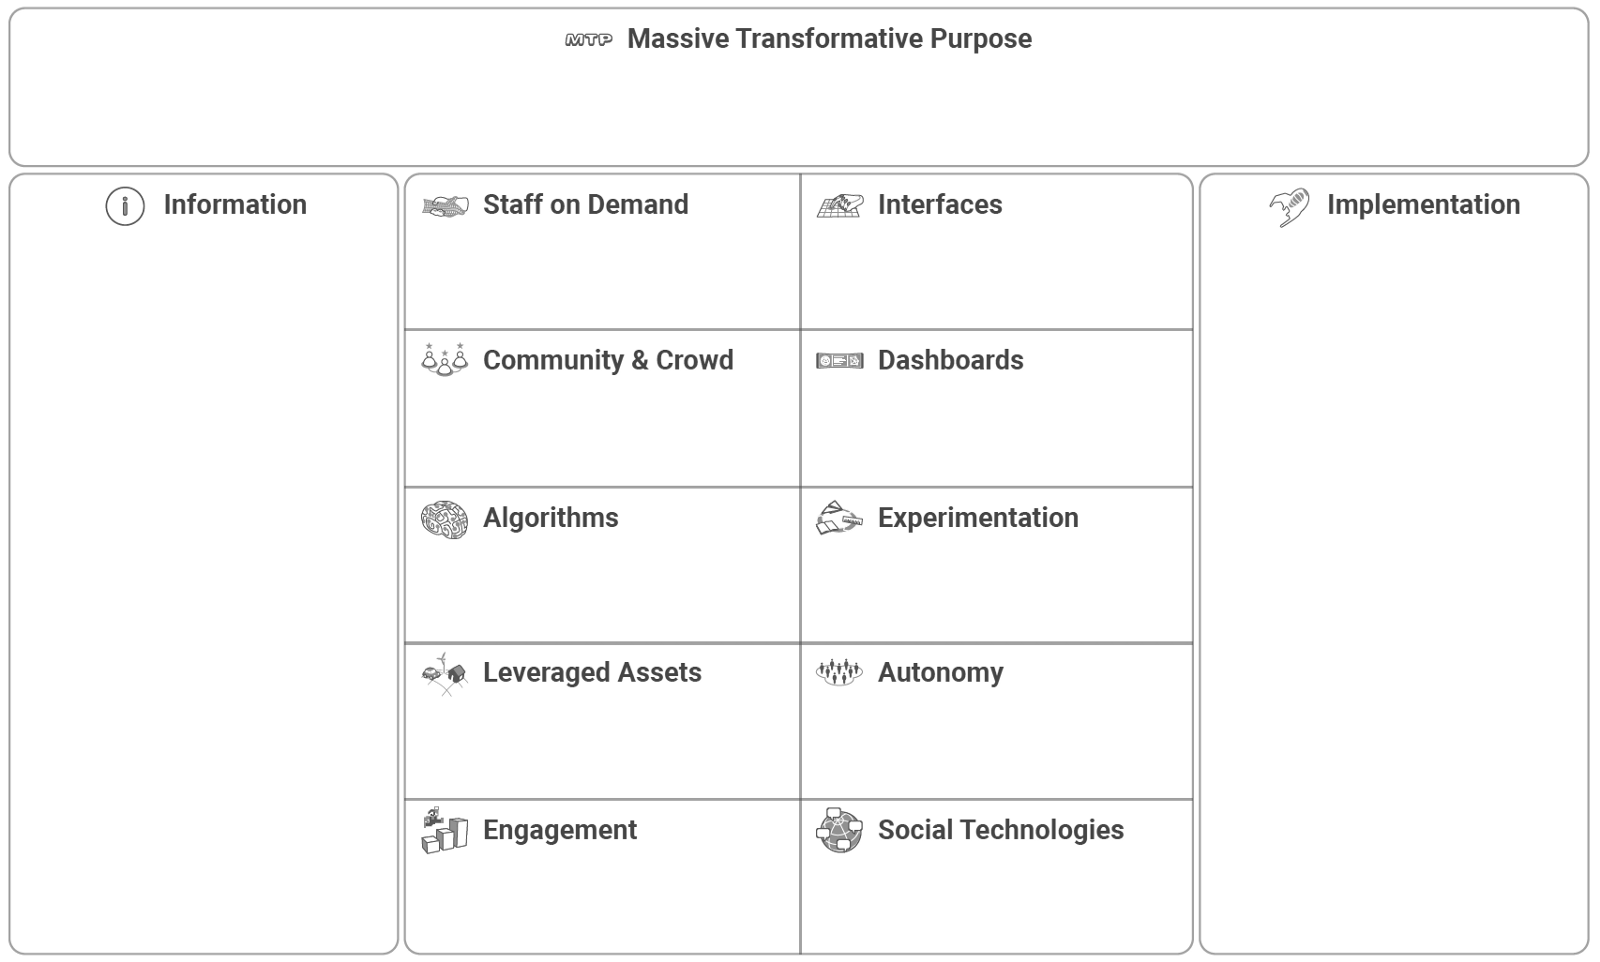 MTP Massive Transformative Purpose
Information
Staff on Demand
Interfaces
Implementation
Community & Crowd
Dashboards
Algorithms
Experimentation
Leveraged Assets
Autonomy
Engagement
Social Technologies